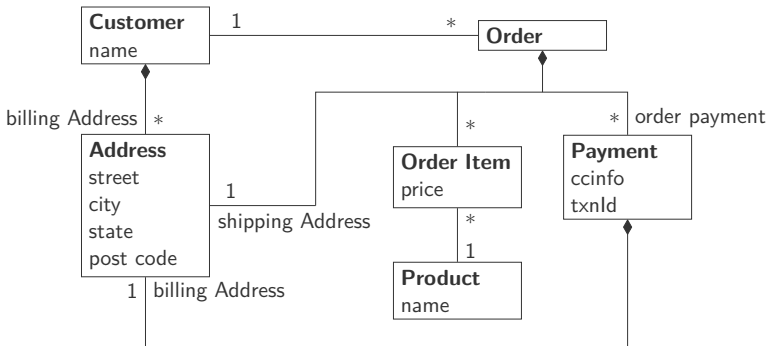 Customer
name
1
*
Order
billing Address
*
Address
street
city
state
post code
1
shipping Address
*
Order Item
price
*
1
Product
name
*
order payment
Payment
ccinfo
txnId
1
billing Address